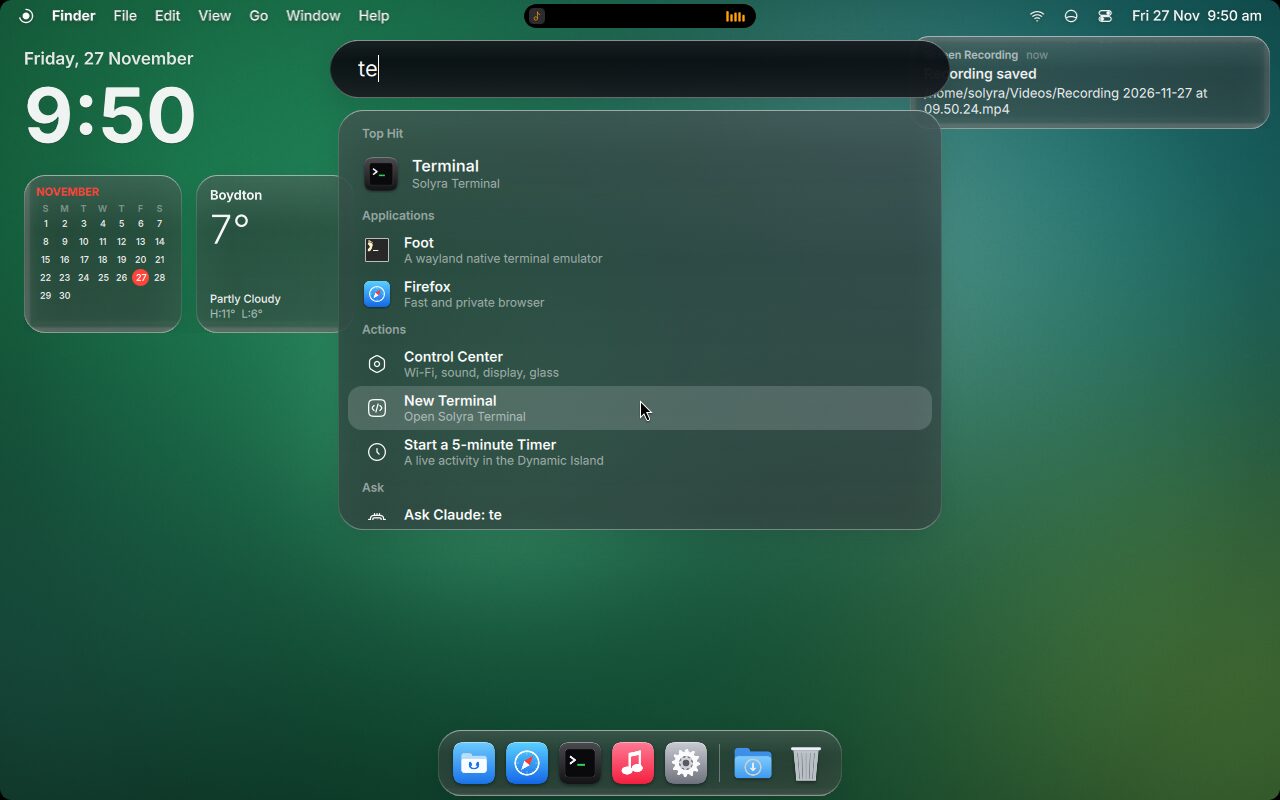 Finder File Edit View Go Window Help
Fri 27 Nov 9:50 am
Friday, 27 November
9:50
te
Recording now
Recording saved
/home/solyra/Videos/Recording 2026-11-27 at
09.50.24.mp4
NOVEMBER
S M T W T F S
1 2 3 4 5 6 7
8 9 10 11 12 13 14
15 16 17 18 19 20 21
22 23 24 25 26 27 28
29 30
Boydton
7°
Partly Cloudy
H:11° L:6°
Top Hit
Terminal
Solyra Terminal
Applications
Foot
A wayland native terminal emulator
Firefox
Fast and private browser
Actions
Control Center
Wi-Fi, sound, display, glass
New Terminal
Open Solyra Terminal
Start a 5-minute Timer
A live activity in the Dynamic Island
Ask
Ask Claude: te